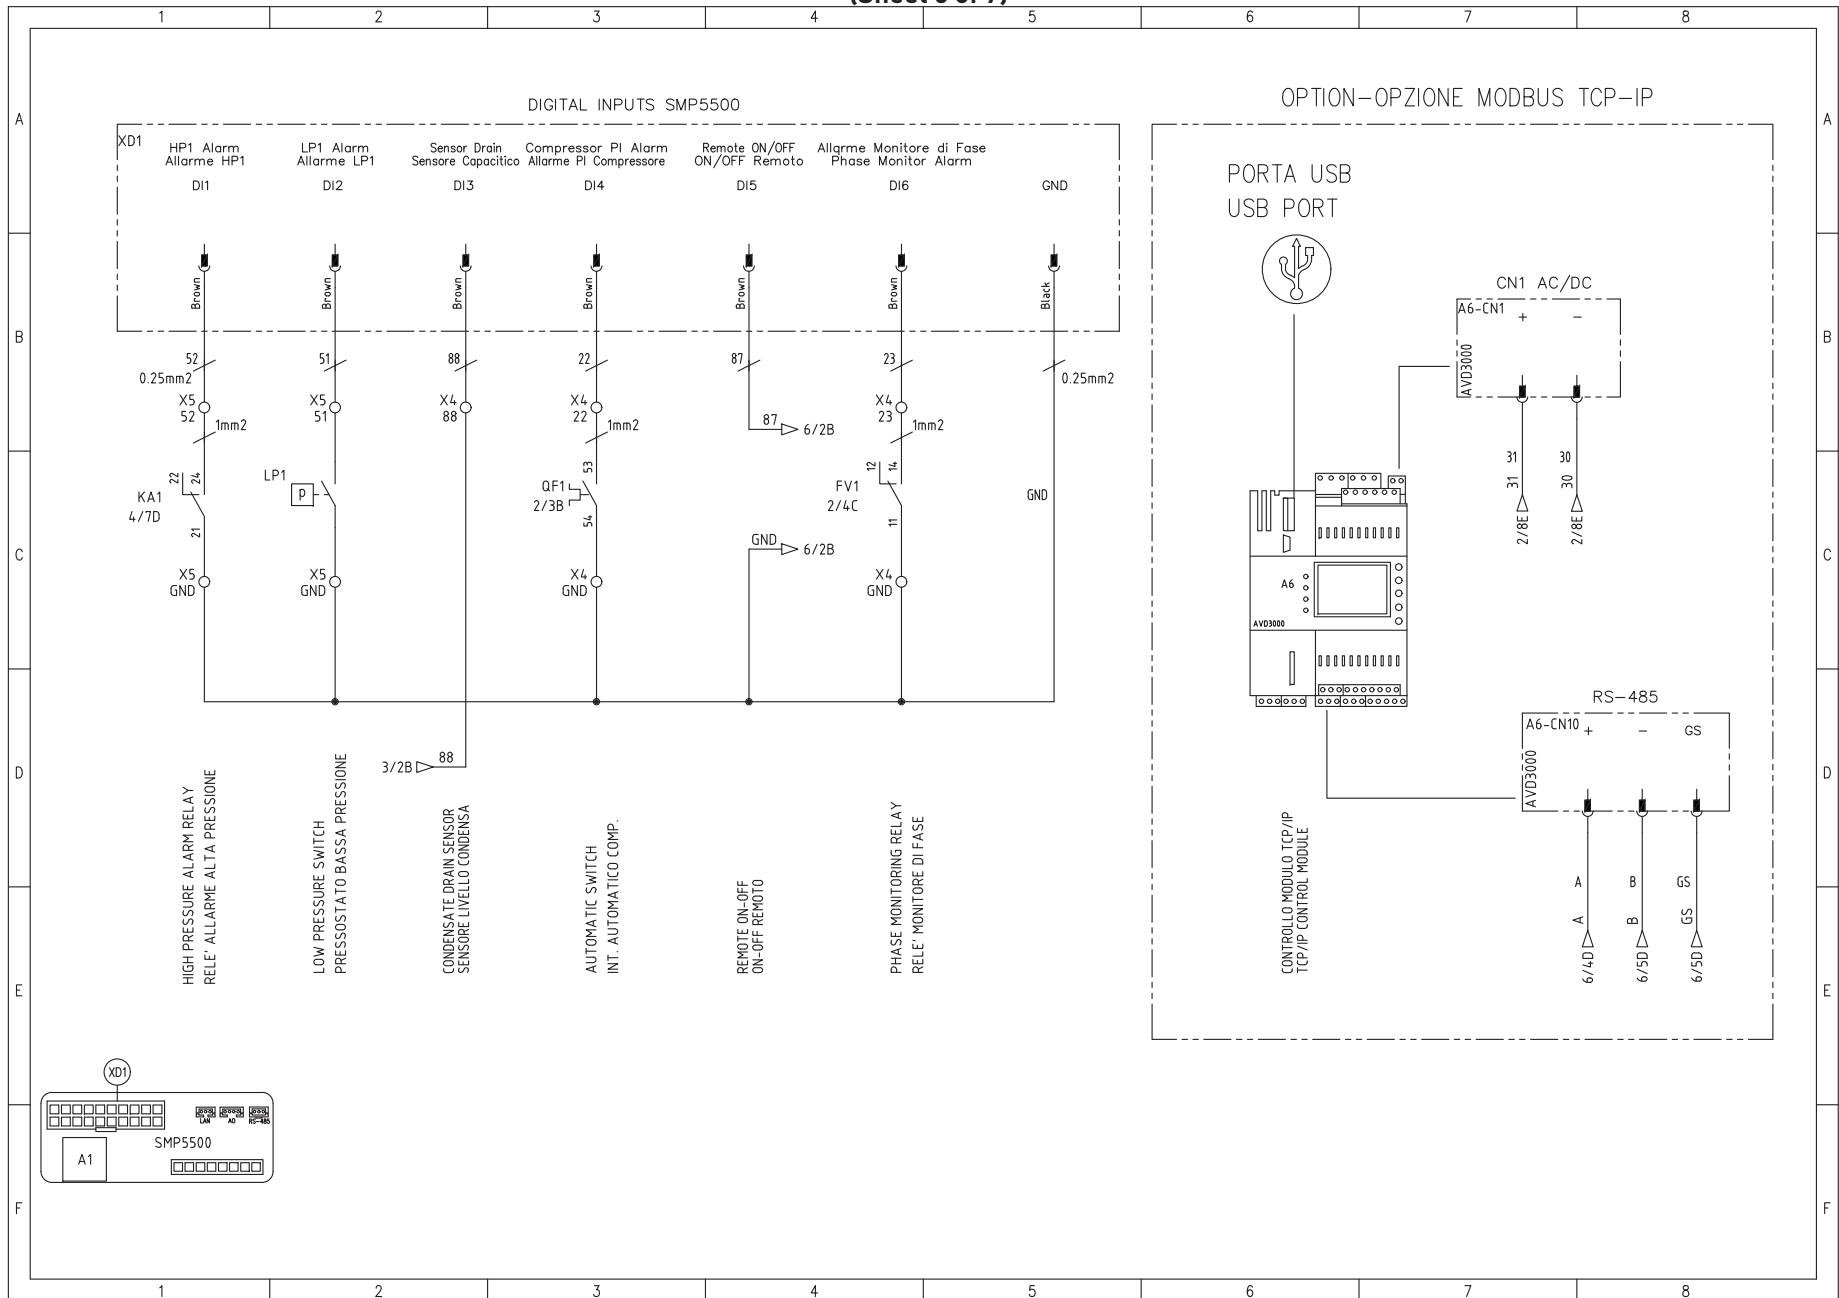 1 2 3 4 5 6 7 8
A
A
DIGITAL INPUTS SMP5500
XD1
HP1 Alarm
Allarme HP1
DI1
LP1 Alarm
Allarme LP1
DI2
Sensor Drain
Sensore Capacitico
DI3
Compressor PI Alarm
Allarme PI Compressore
DI4
Remote ON/OFF
ON/OFF Remoto
DI5
Allarme Monitore di Fase
Phase Monitor Alarm
DI6
GND
Brown
Brown
Brown
Brown
Brown
Brown
Black
B
B
52
51
88
22
87
23
0.25mm2
0.25mm2
X5
52
1mm2
X5
51
X4
88
X4
22
1mm2
87
6/2B
X4
23
1mm2
22
24
KA1
4/7D
21
LP1
P
53
QF1
2/3B
54
12
14
FV1
2/4C
11
GND
GND
6/2B
C
C
X5
GND
X5
GND
X4
GND
X4
GND
D
D
88
3/2B
HIGH PRESSURE ALARM RELAY
RELE' ALLARME ALTA PRESSIONE
LOW PRESSURE SWITCH
PRESSOSTATO BASSA PRESSIONE
CONDENSATE DRAIN SENSOR
SENSORE LIVELLO CONDENSA
AUTOMATIC SWITCH
INT. AUTOMATICO COMP.
REMOTE ON-OFF
ON-OFF REMOTO
PHASE MONITORING RELAY
RELE' MONITORE DI FASE
E
E
OPTION-OPZIONE MODBUS TCP-IP
PORTA USB
USB PORT
CN1 AC/DC
A6-CN1
+ -
AVD3000
31
30
31
30
2/8E
2/8E
A6
AVD3000
RS-485
A6-CN10
+ - GS
AVD3000
A
B
GS
A
B
GS
6/4D
6/5D
6/5D
CONTROLLO MODULO TCP/IP
TCP/IP CONTROL MODULE
XD1
LAN
AO
RS-485
SMP5500
A1
F
F
1 2 3 4 5 6 7 8